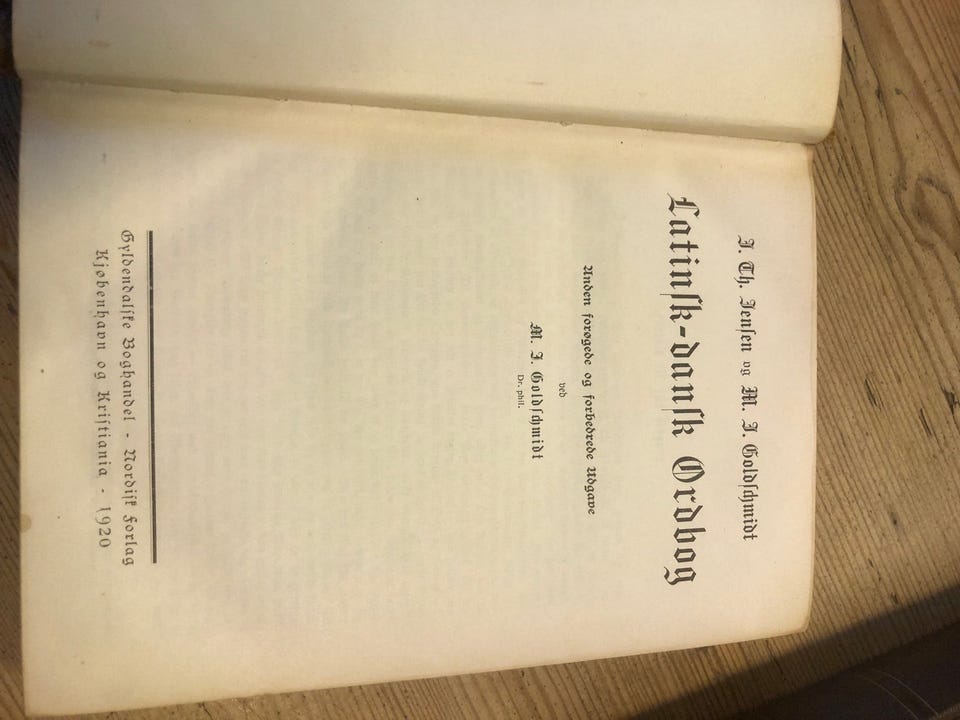 J. Th. Jensen og M. J. Goldschmidt
Latinsk-dansk Ordbog
Anden forøgede og forbedrede Udgave
ved
M. J. Goldschmidt
Dr. phil.
Gyldendalske Boghandel - Nordisk Forlag
Kjøbenhavn og Kristiania - 1920